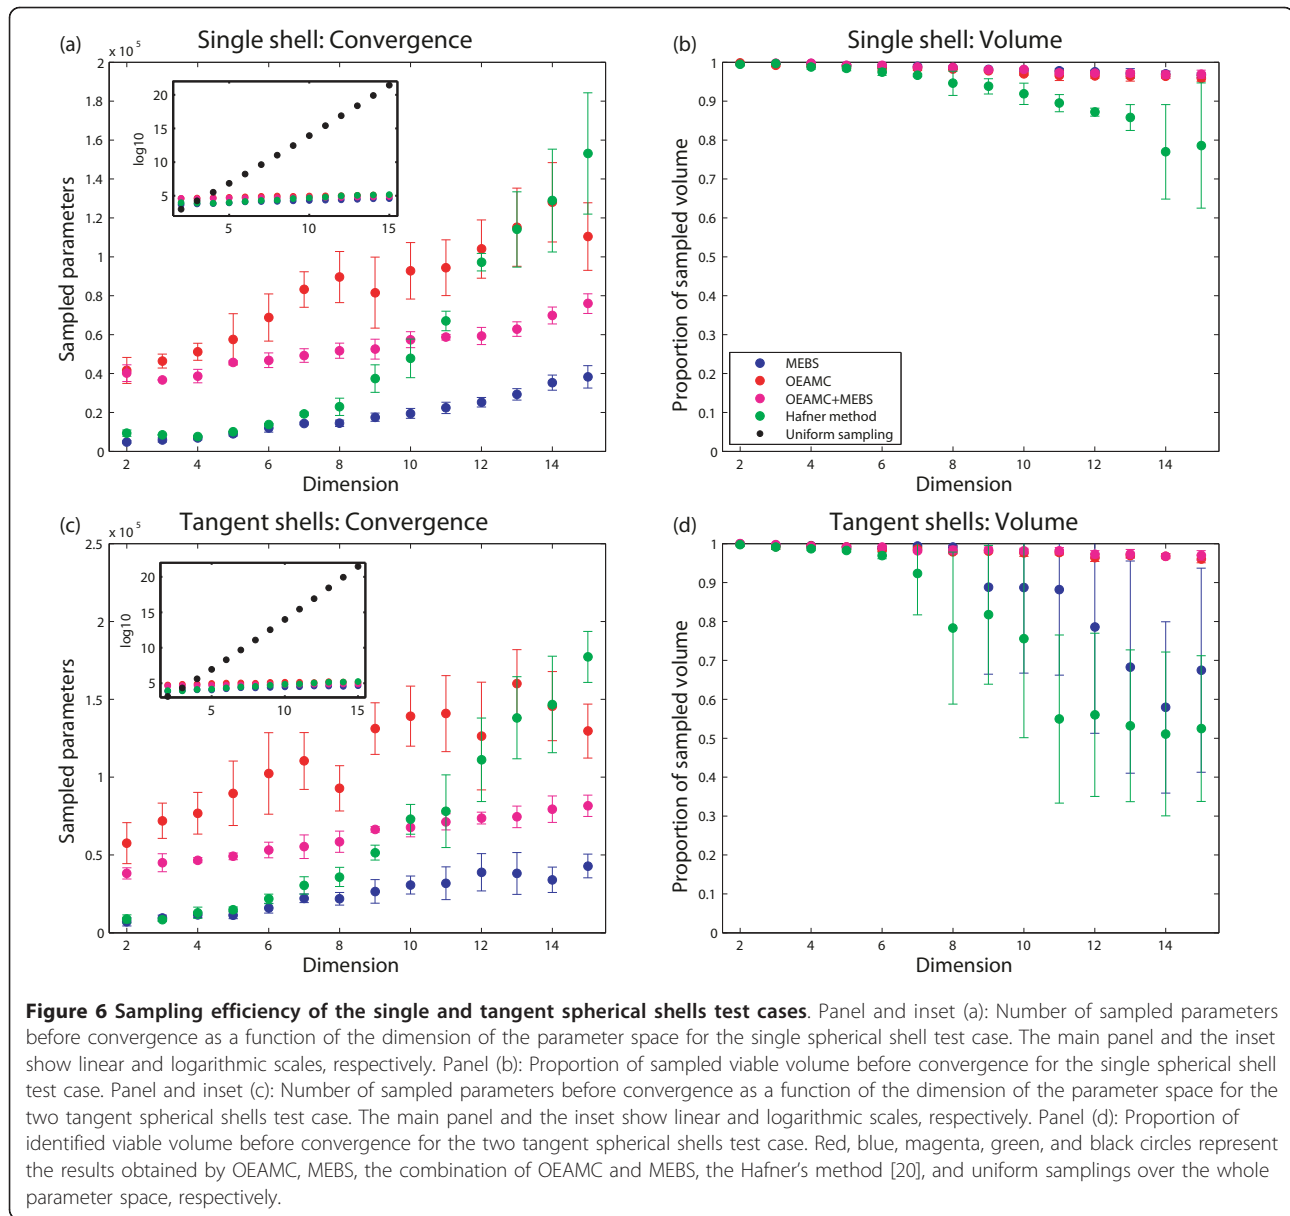 (a)
Single shell: Convergence
x 10 5
2
1.8
1.6
1.4
1.2
1
0.8
0.6
0.4
0.2
0
Sampled parameters
20
15
10
5
log10
5 10 15
2 4 6 8 10 12 14
Dimension
(b)
Single shell: Volume
1
0.9
0.8
0.7
0.6
0.5
0.4
0.3
0.2
0.1
0
Proportion of sampled volume
MEBS
OEAMC
OEAMC+MEBS
Hafner method
Uniform sampling
2 4 6 8 10 12 14
Dimension
(c)
Tangent shells: Convergence
x 10 5
2.5
2
1.5
1
0.5
0
Sampled parameters
20
15
10
5
log10
5 10 15
2 4 6 8 10 12 14
Dimension
(d)
Tangent shells: Volume
1
0.9
0.8
0.7
0.6
0.5
0.4
0.3
0.2
0.1
0
Proportion of sampled volume
2 4 6 8 10 12 14
Dimension
Figure 6 Sampling efficiency of the single and tangent spherical shells test cases. Panel and inset (a): Number of sampled parameters
before convergence as a function of the dimension of the parameter space for the single spherical shell test case. The main panel and the inset
show linear and logarithmic scales, respectively. Panel (b): Proportion of sampled viable volume before convergence for the single spherical shell
test case. Panel and inset (c): Number of sampled parameters before convergence as a function of the dimension of the parameter space for the
two tangent spherical shells test case. The main panel and the inset show linear and logarithmic scales, respectively. Panel (d): Proportion of
identified viable volume before convergence for the two tangent spherical shells test case. Red, blue, magenta, green, and black circles represent
the results obtained by OEAMC, MEBS, the combination of OEAMC and MEBS, the Hafner's method [20], and uniform samplings over the whole
parameter space, respectively.